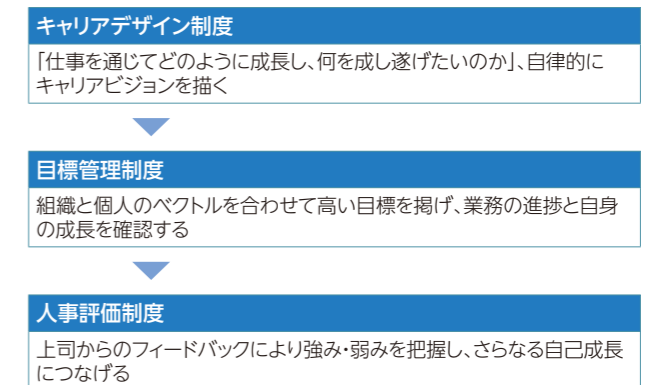 キャリアデザイン制度
「仕事を通じてどのように成長し、何を成し遂げたいのか」、自律的に
キャリアビジョンを描く
目標管理制度
組織と個人のベクトルを合わせて高い目標を掲げ、業務の進捗と自身
の成長を確認する
人事評価制度
上司からのフィードバックにより強み・弱みを把握し、さらなる自己成長
につなげる